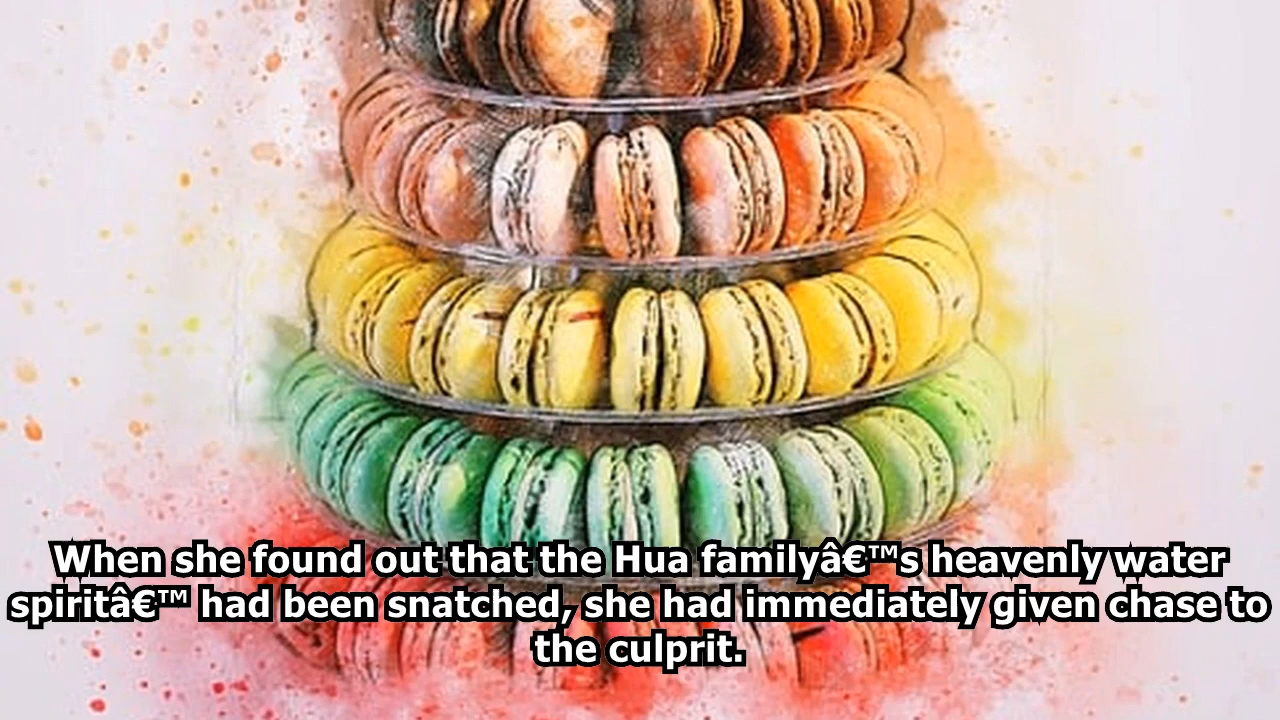 When she found out that the Hua familyâ€™s heavenly water
spiritâ€™ had been snatched, she had immediately given chase to
the culprit.